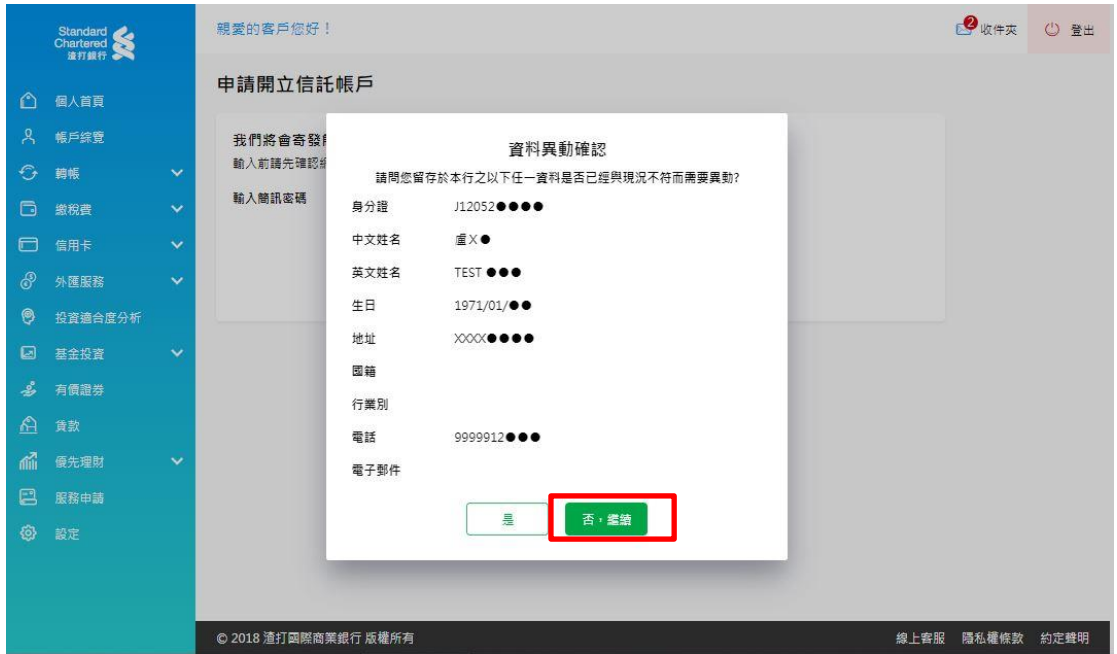 Standard
Chartered
渣打銀行
親愛的客戶您好！
2
收件夾
登出
個人首頁
帳戶綜覽
轉帳
繳稅費
信用卡
外匯服務
投資適合度分析
基金投資
有價證券
貸款
優先理財
服務申請
設定
申請開立信託帳戶
我們將會寄發
輸入前請先確認
輸入簡訊密碼
資料異動確認
請問您留存於本行之以下任一資料是否已經與現況不符而需要異動?
身分證 J12052●●●●
中文姓名 盧X●
英文姓名 TEST ●●●
生日 1971/01/●●
地址 XXXX●●●●
國籍
行業別
電話 9999912●●●
電子郵件
是 否，繼續
© 2018 渣打國際商業銀行 版權所有
線上客服 隱私權條款 約定聲明